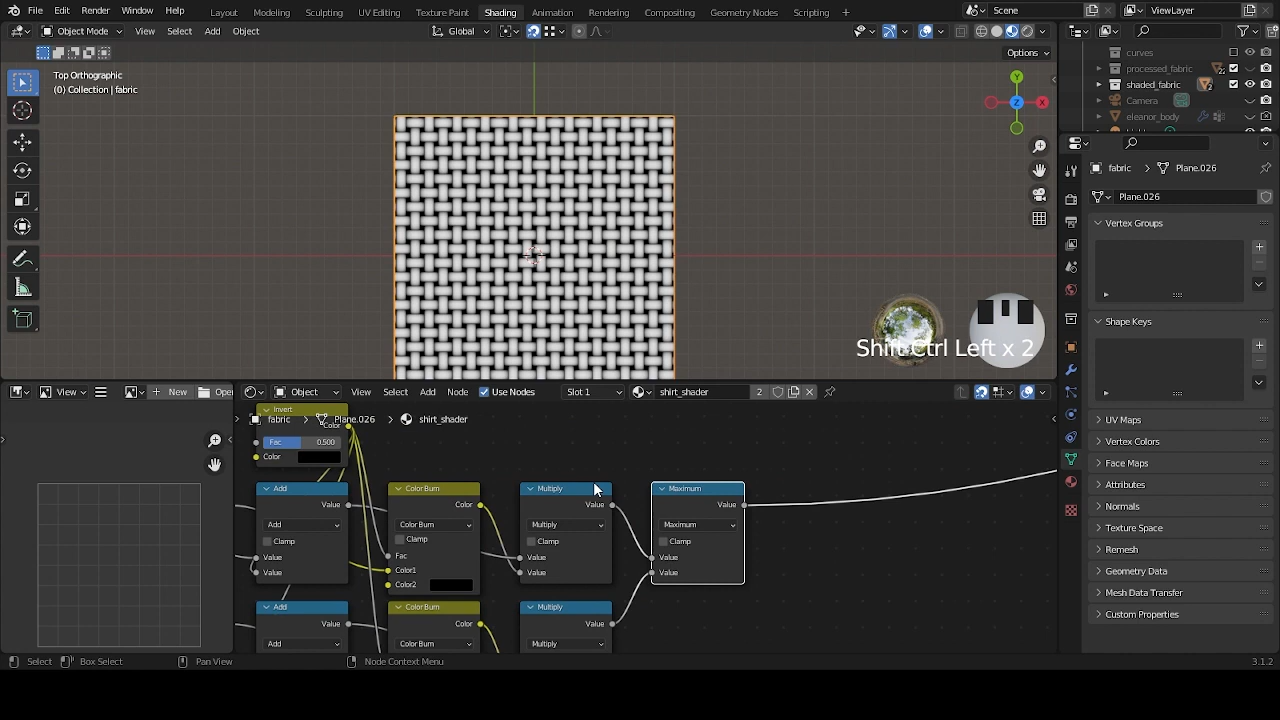 File Edit Render Window Help Layout Modeling Sculpting UV Editing Texture Paint Shading Animation Rendering Compositing Geometry Nodes Scripting + Scene ViewLayer
Object Mode View Select Add Object Global
Options
curves
processed_fabric
shaded_fabric
Camera
eleanor_body
Top Orthographic
(0) Collection | fabric
Y
Z
X
fabric Plane.026
Plane.026
Vertex Groups
Shape Keys
Shift Ctrl Left x 2
View New Open Object View Select Add Node Use Nodes Slot 1 shirt_shader 2
UV Maps
Vertex Colors
Face Maps
Attributes
Normals
Texture Space
Remesh
Geometry Data
Mesh Data Transfer
Custom Properties
Invert
fabric Plane.026 shirt_shader
Color
Fac 0.500
Color
Add
Value
Add
Clamp
Value
Value
Color Burn
Color
Color Burn
Clamp
Fac
Color1
Color2
Multiply
Value
Multiply
Clamp
Value
Value
Maximum
Value
Maximum
Clamp
Value
Value
Add
Value
Add
Color Burn
Color
Color Burn
Multiply
Value
Multiply
Select Box Select Pan View Node Context Menu 3.1.2